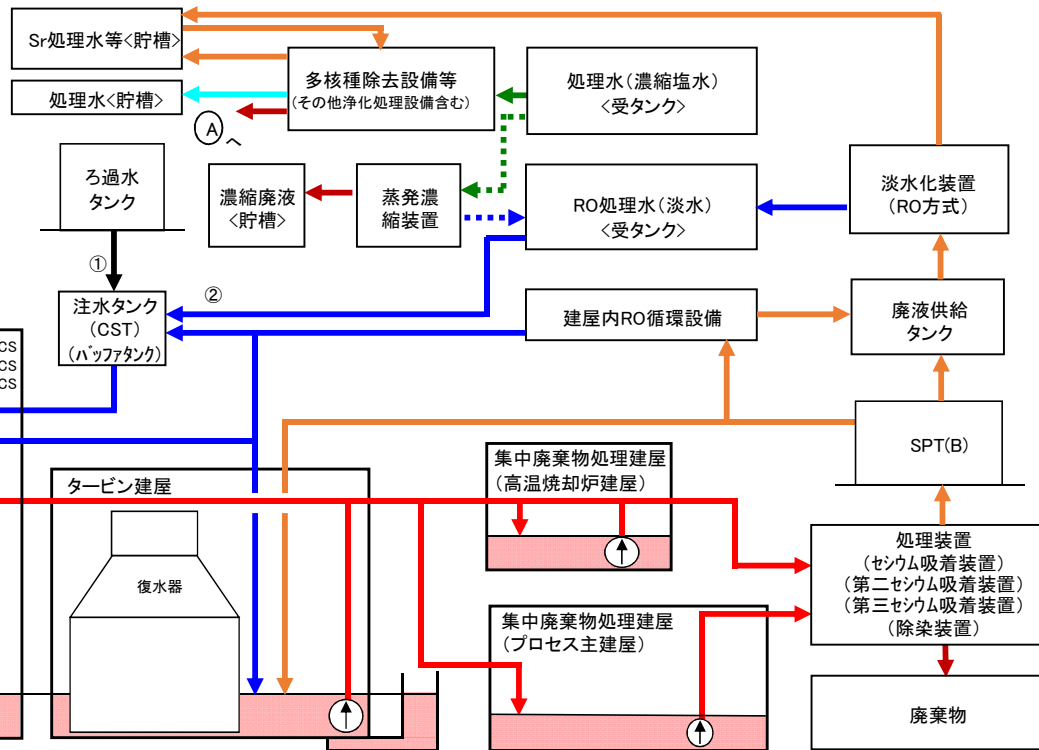 Sr処理水等<貯槽>
処理水<貯槽>
多核種除去設備等
(その他浄化処理設備含む)
処理水(濃縮塩水)
<受タンク>
A
へ
ろ過水
タンク
濃縮廃液
<貯槽>
蒸発濃
縮装置
RO処理水(淡水)
<受タンク>
淡水化装置
(RO方式)
①
②
注水タンク
(CST)
(バッファタンク)
建屋内RO循環設備
廃液供給
タンク
CS
CS
CS
SPT(B)
タービン建屋
復水器
集中廃棄物処理建屋
(高温焼却炉建屋)
集中廃棄物処理建屋
(プロセス主建屋)
処理装置
(セシウム吸着装置)
(第二セシウム吸着装置)
(第三セシウム吸着装置)
(除染装置)
廃棄物